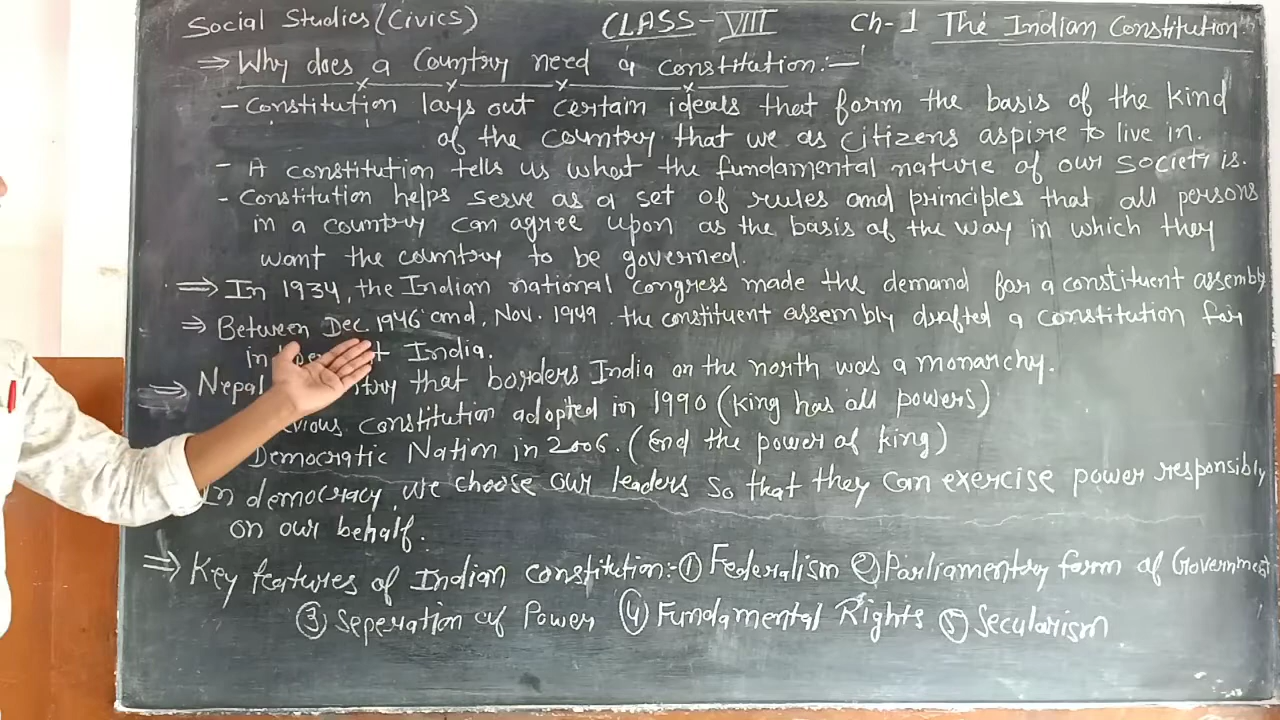 Social Studies (Civics) CLASS-VIII Ch-1 The Indian Constitution
⇒ Why does a Country need a constitution:-
- Constitution lays out certain ideals that form the basis of the kind
of the country that we as citizens aspire to live in.
- A constitution tells us what the fundamental nature of our society is.
- Constitution helps serve as a set of rules and principles that all persons
in a country can agree upon as the basis of the way in which they
want the country to be governed.
⇒ In 1934, the Indian national congress made the demand for a constituent assembly
⇒ Between Dec 1946 and, Nov. 1949 the constituent assembly drafted a constitution for
India.
⇒ Nepal that borders India on the north was a monarchy.
constitution adopted in 1990 (King has all powers)
Democratic Nation in 2006. (End the power of king)
In democracy, we choose our leaders so that they can exercise power responsibly
on our behalf.
⇒ Key features of Indian constitution:- ① Federalism ② Parliamentry form of Government
③ Seperation of Power ④ Fundamental Rights ⑤ Secularism